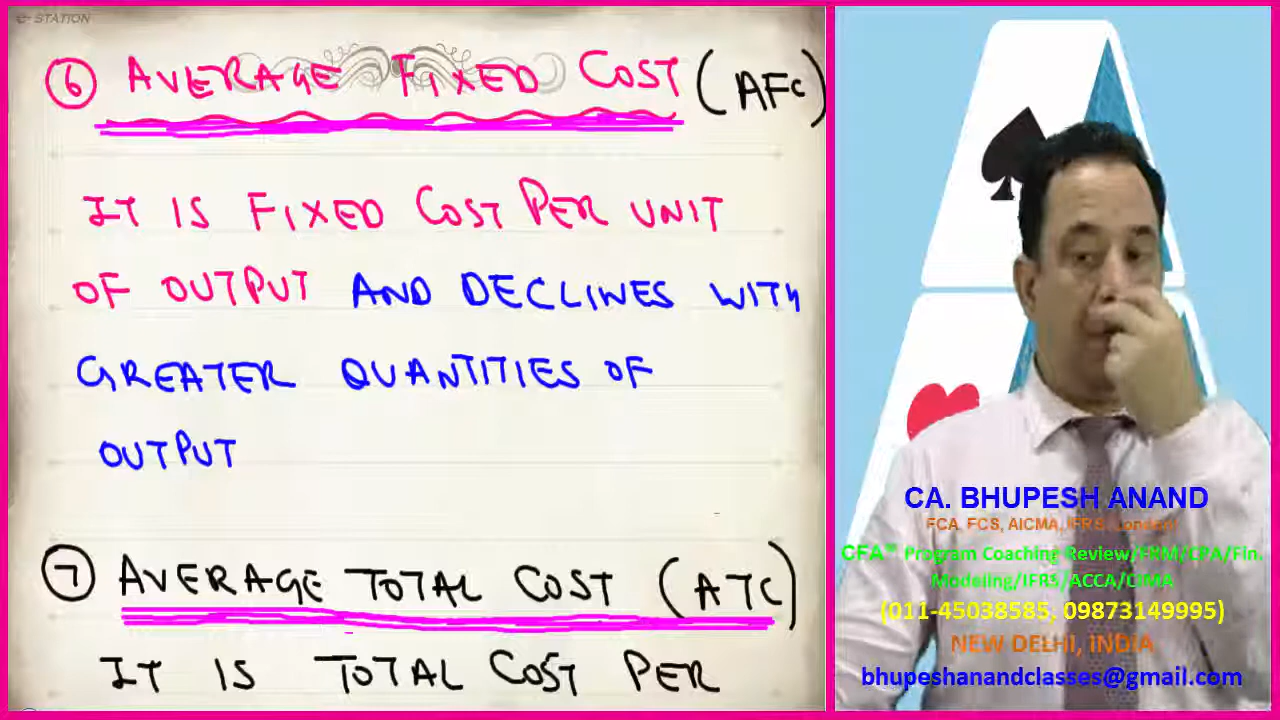 e-STATION
⑥ AVERAGE FIXED COST (AFC)
IT IS FIXED COST PER UNIT
OF OUTPUT AND DECLINES WITH
GREATER QUANTITIES OF
OUTPUT
⑦ AVERAGE TOTAL COST (ATC)
IT IS TOTAL COST PER
CA. BHUPESH ANAND
FCA. FCS, AICMA, IFRS, London)
CFA™ Program Coaching Review/FRM/CPA/Fin.
Modeling/IFRS/ACCA/CIMA
(011-45038585, 09873149995)
NEW DELHI, INDIA
bhupeshanandclasses@gmail.com